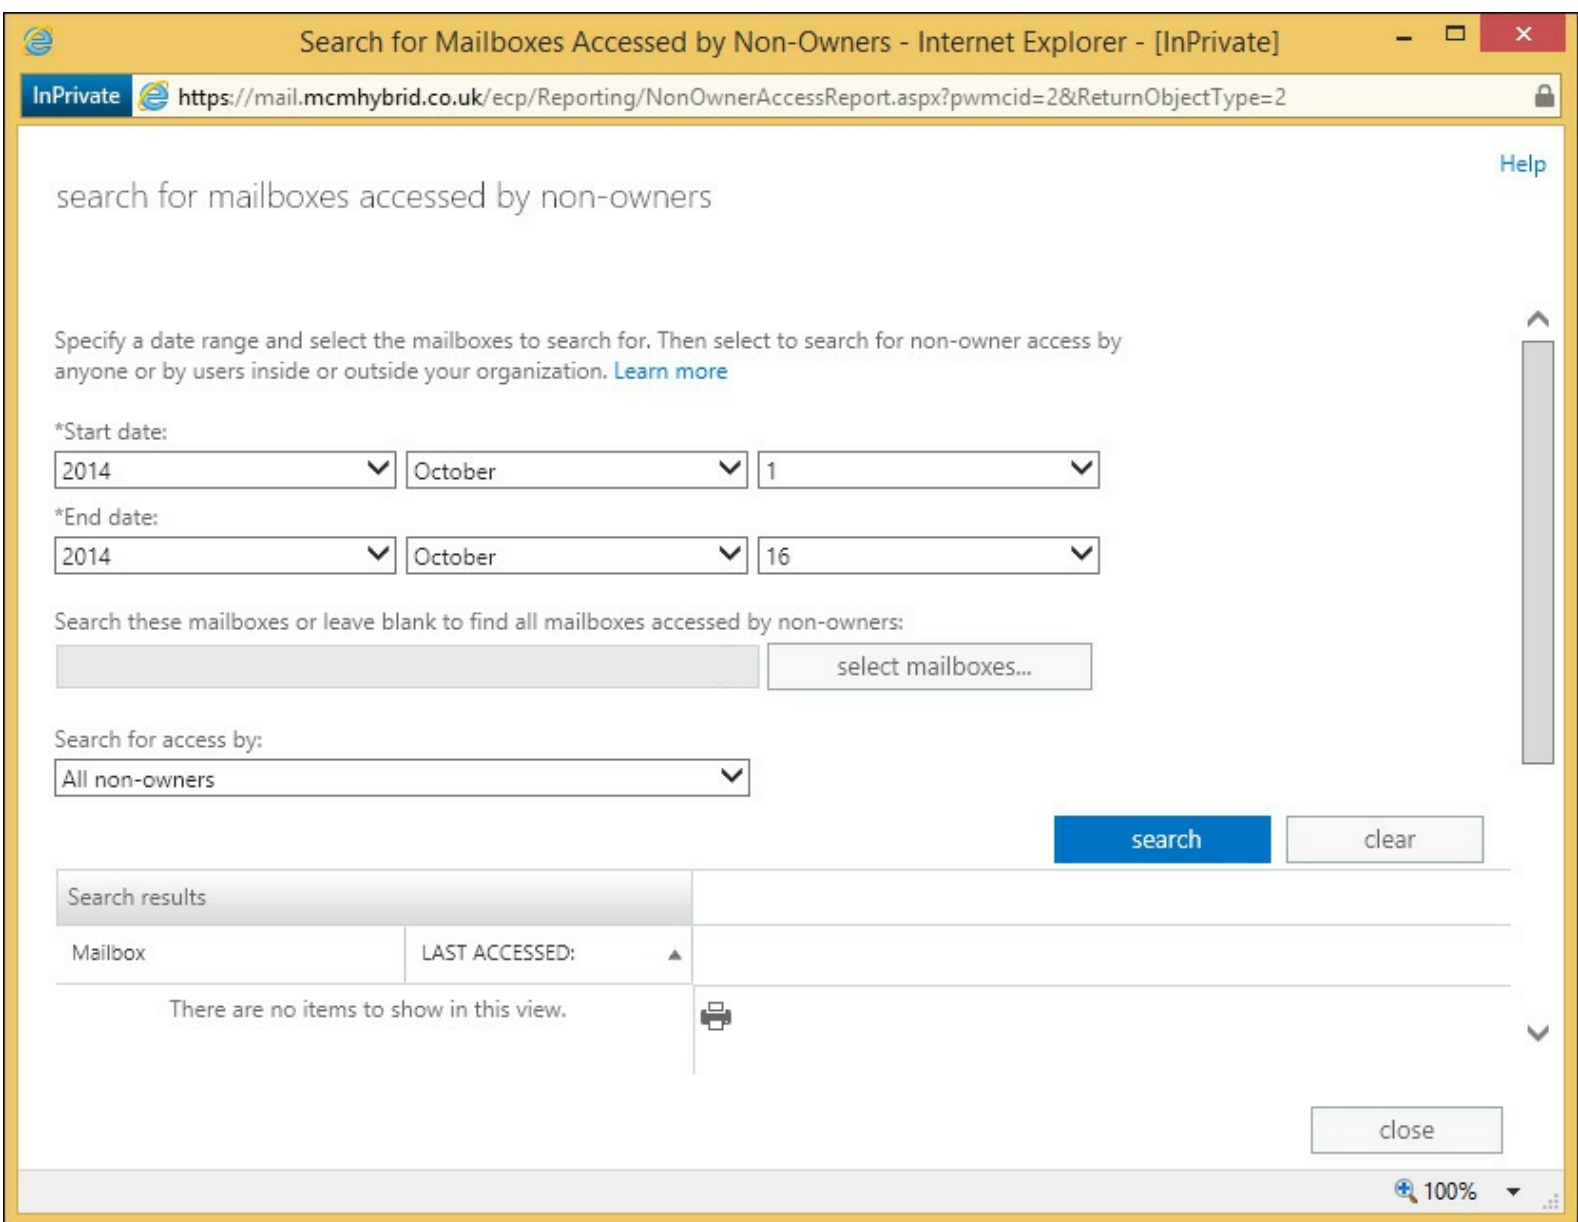 Search for Mailboxes Accessed by Non-Owners - Internet Explorer - [InPrivate]
InPrivate https://mail.mcmhybrid.co.uk/ecp/Reporting/NonOwnerAccessReport.aspx?pwmcid=2&ReturnObjectType=2
Help
search for mailboxes accessed by non-owners
Specify a date range and select the mailboxes to search for. Then select to search for non-owner access by
anyone or by users inside or outside your organization. Learn more
*Start date:
2014 October 1
*End date:
2014 October 16
Search these mailboxes or leave blank to find all mailboxes accessed by non-owners:
select mailboxes...
Search for access by:
All non-owners
search clear
Search results
Mailbox LAST ACCESSED:
There are no items to show in this view.
close
100%